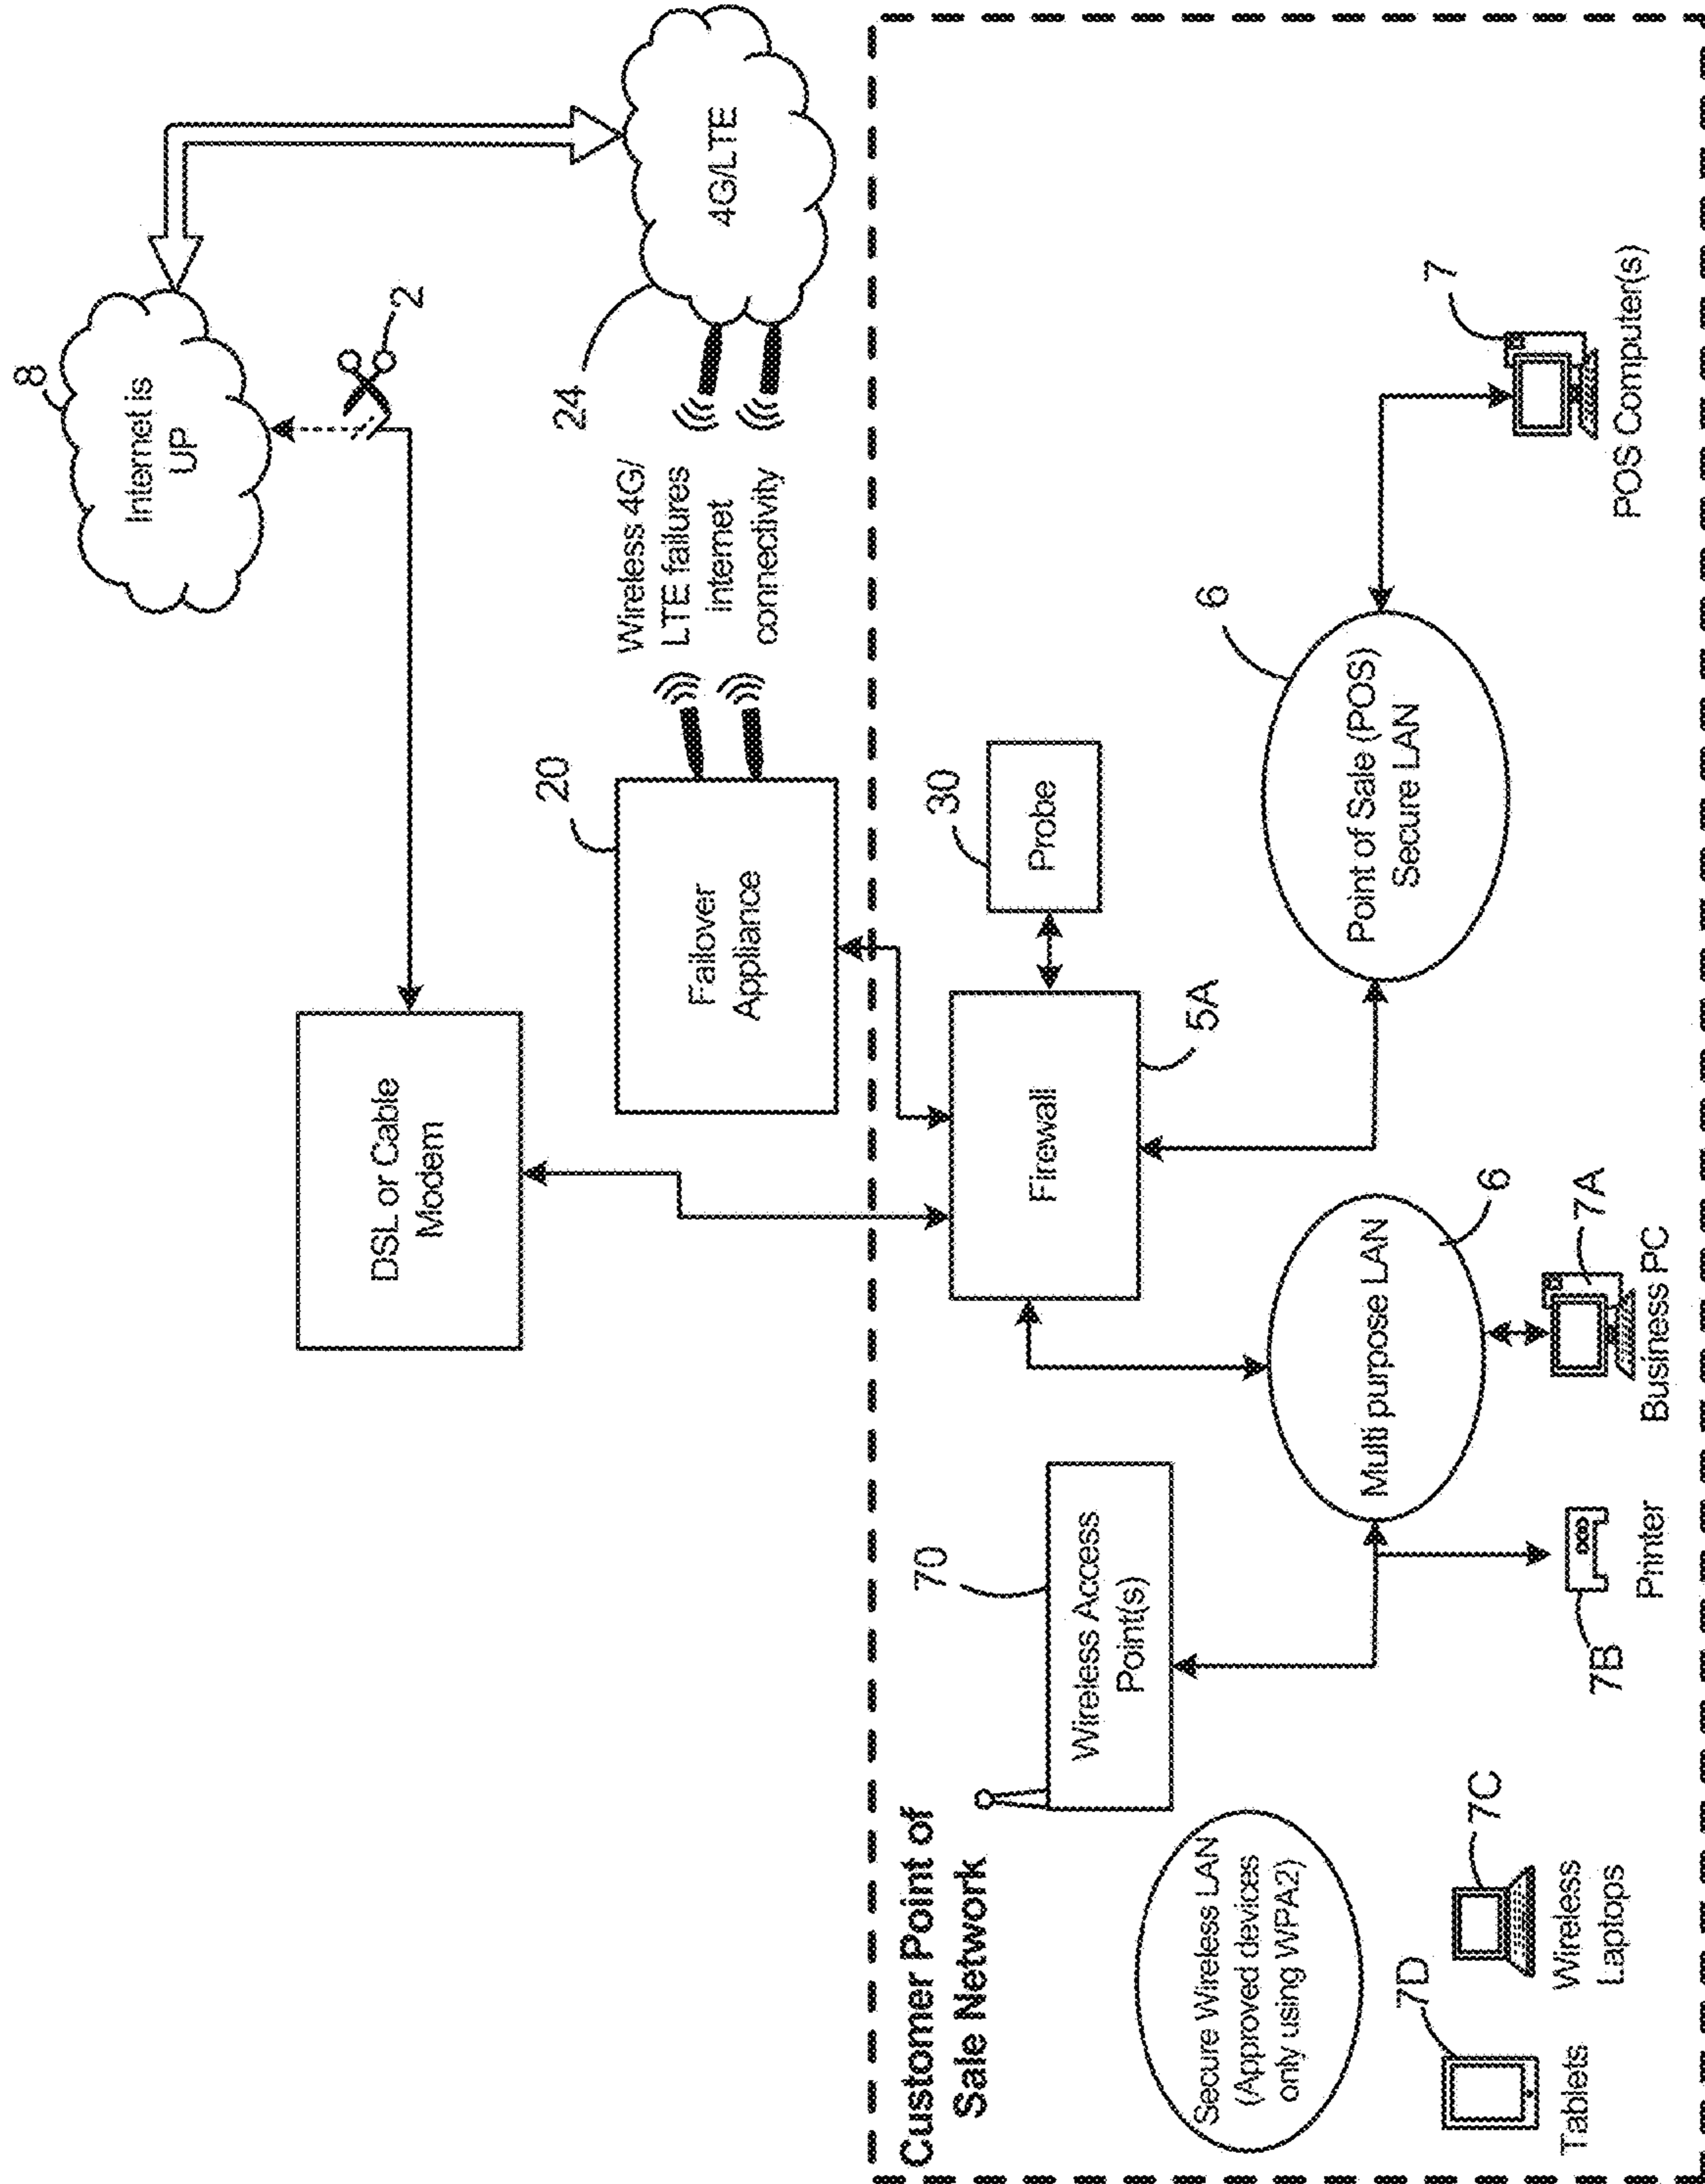 8
Internet is
UP
2
DSL or Cable
Modem
20
Failover
Appliance
Wireless 4G/
LTE failures
internet
connectivity
24
4G/LTE
Customer Point of
Sale Network
70
Wireless Access
Point(s)
Firewall
5A
30
Probe
Secure Wireless LAN
(Approved devices
only using WPA2)
Multi purpose LAN
6
Point of Sale (POS)
Secure LAN
6
7
POS Computer(s)
7D
Tablets
7C
Wireless
Laptops
7B
Printer
7A
Business PC